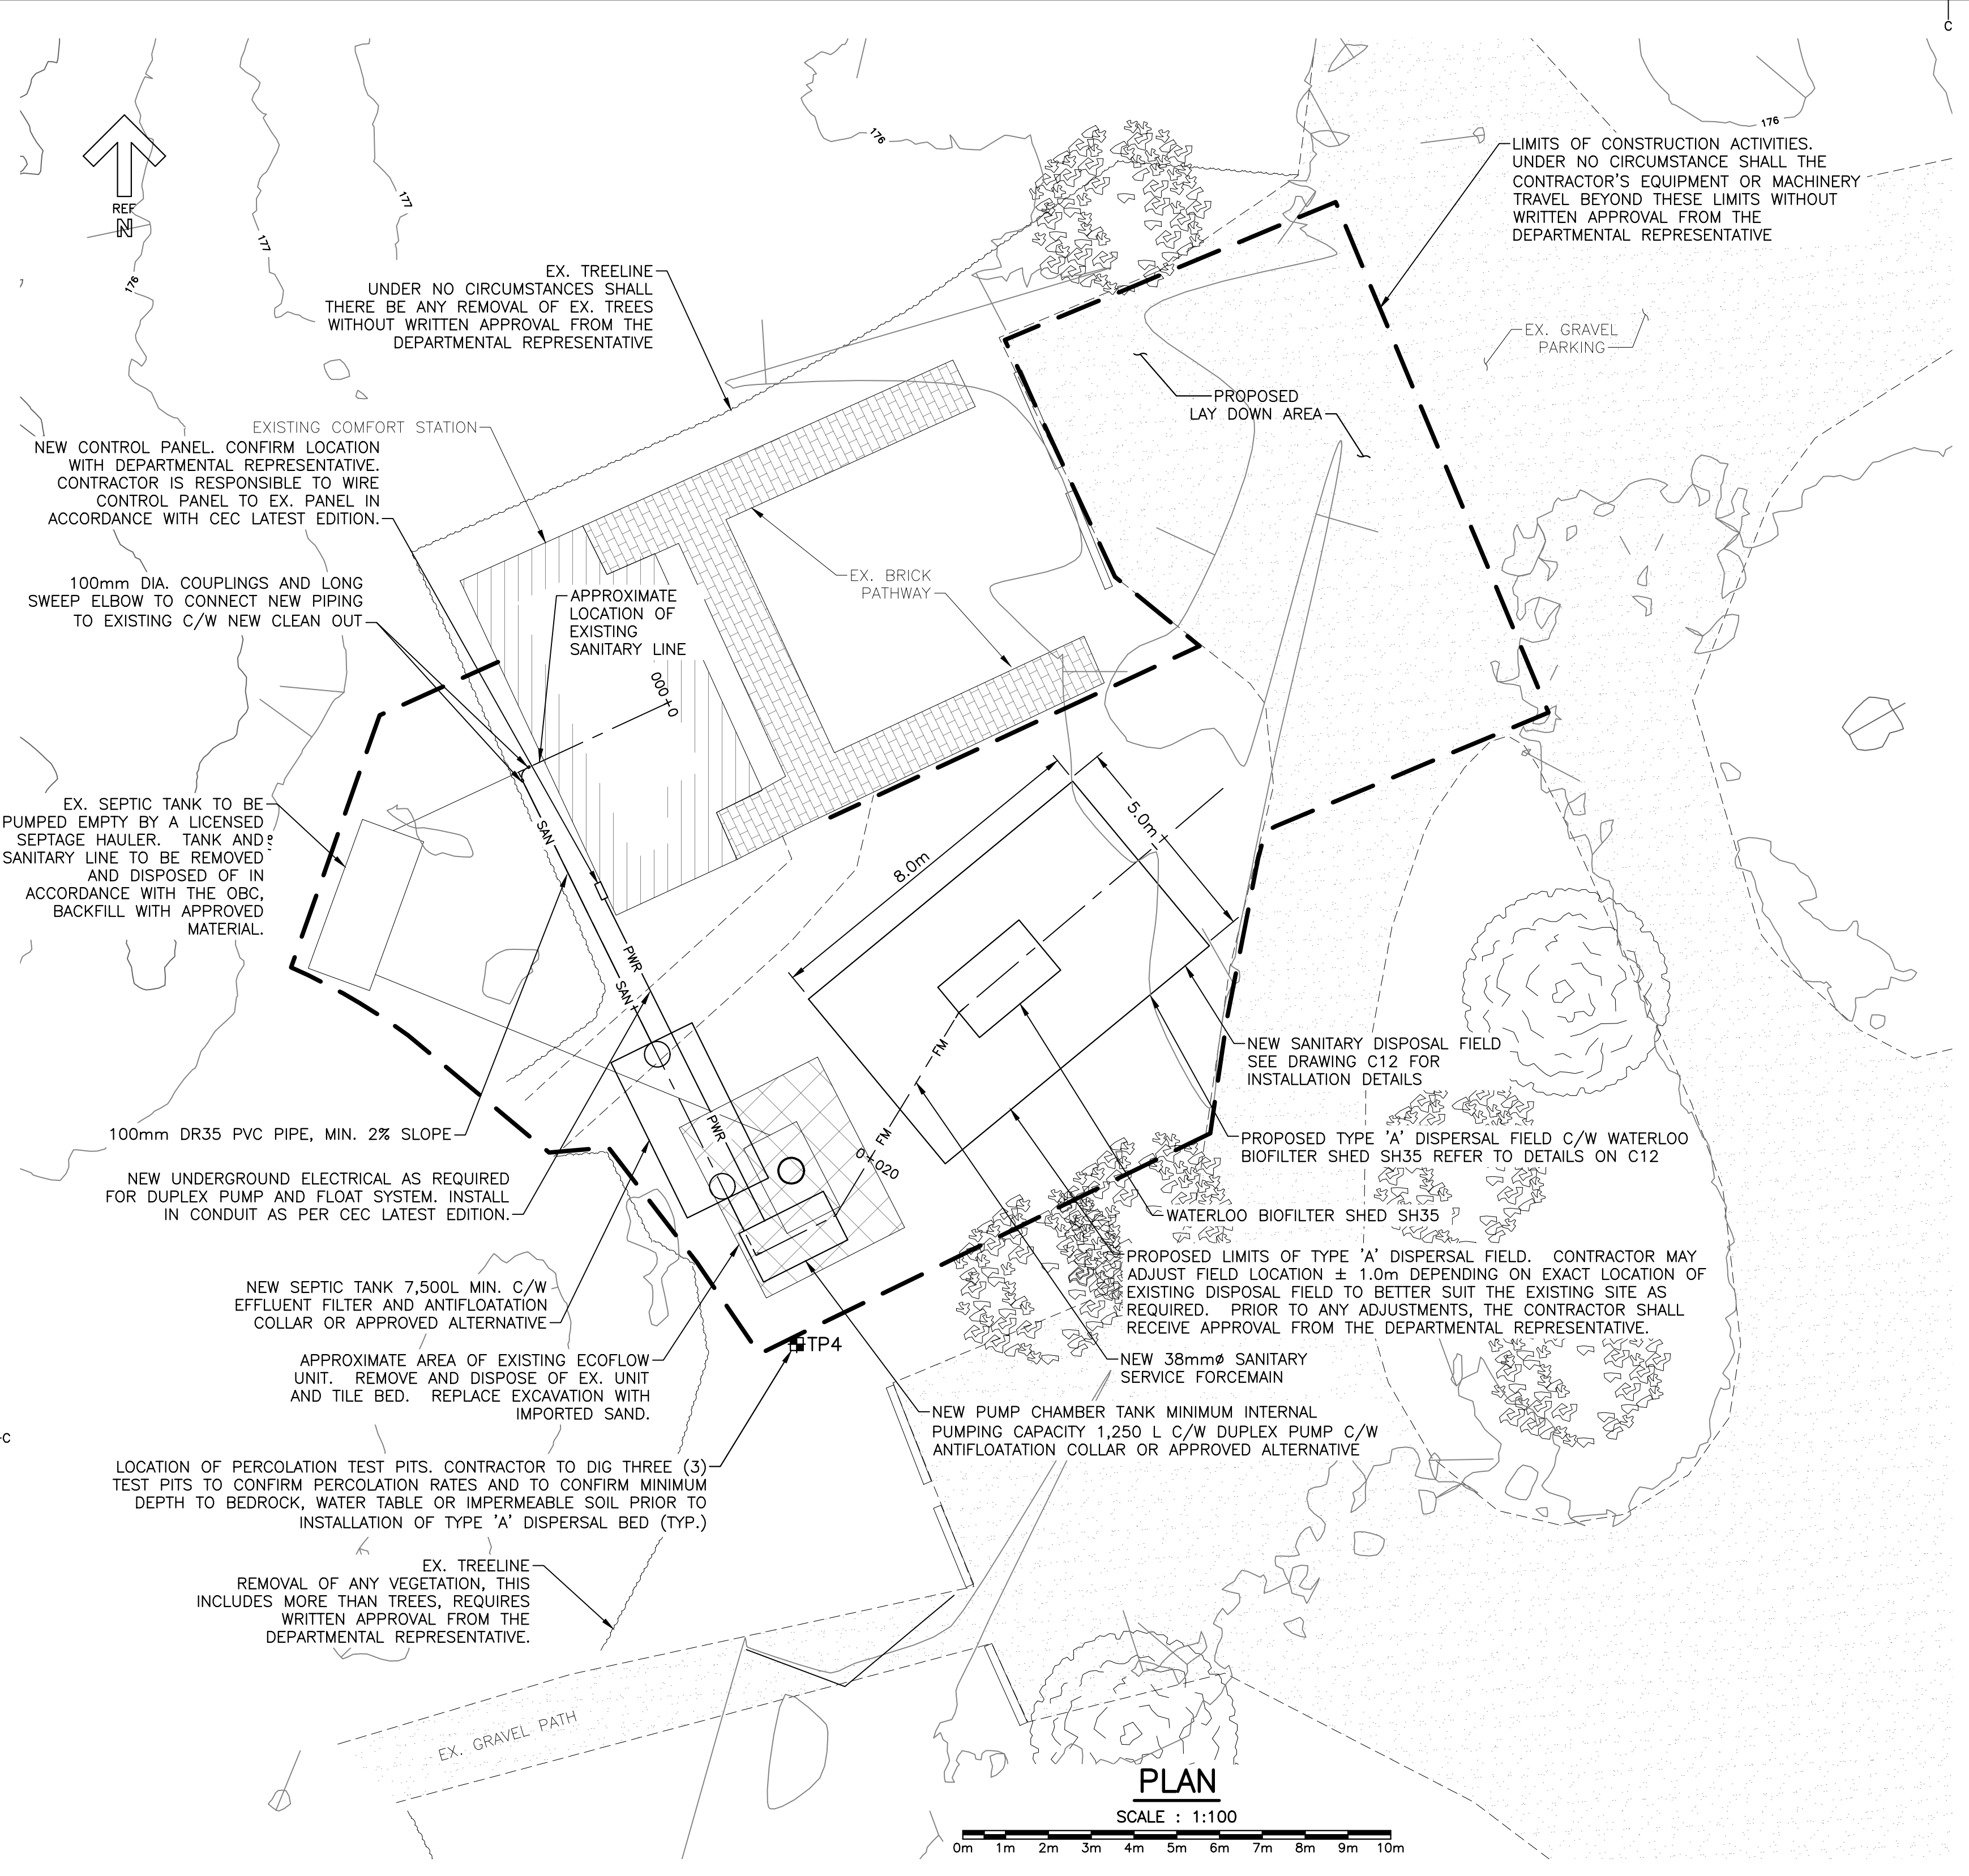 C
176
176
LIMITS OF CONSTRUCTION ACTIVITIES.
UNDER NO CIRCUMSTANCE SHALL THE
CONTRACTOR'S EQUIPMENT OR MACHINERY
TRAVEL BEYOND THESE LIMITS WITHOUT
WRITTEN APPROVAL FROM THE
DEPARTMENTAL REPRESENTATIVE
REF
N
177
177
176
EX. TREELINE
UNDER NO CIRCUMSTANCES SHALL
THERE BE ANY REMOVAL OF EX. TREES
WITHOUT WRITTEN APPROVAL FROM THE
DEPARTMENTAL REPRESENTATIVE
EX. GRAVEL
PARKING
PROPOSED
LAY DOWN AREA
EXISTING COMFORT STATION
NEW CONTROL PANEL. CONFIRM LOCATION
WITH DEPARTMENTAL REPRESENTATIVE.
CONTRACTOR IS RESPONSIBLE TO WIRE
CONTROL PANEL TO EX. PANEL IN
ACCORDANCE WITH CEC LATEST EDITION.
100mm DIA. COUPLINGS AND LONG
SWEEP ELBOW TO CONNECT NEW PIPING
TO EXISTING C/W NEW CLEAN OUT
APPROXIMATE
LOCATION OF
EXISTING
SANITARY LINE
EX. BRICK
PATHWAY
0+000
EX. SEPTIC TANK TO BE
PUMPED EMPTY BY A LICENSED
SEPTAGE HAULER. TANK AND
SANITARY LINE TO BE REMOVED
AND DISPOSED OF IN
ACCORDANCE WITH THE OBC,
BACKFILL WITH APPROVED
MATERIAL.
SAN
8.0m
5.0m
PWR
SAN
FM
NEW SANITARY DISPOSAL FIELD
SEE DRAWING C12 FOR
INSTALLATION DETAILS
100mm DR35 PVC PIPE, MIN. 2% SLOPE
PWR
FM
0+020
PROPOSED TYPE 'A' DISPERSAL FIELD C/W WATERLOO
BIOFILTER SHED SH35 REFER TO DETAILS ON C12
NEW UNDERGROUND ELECTRICAL AS REQUIRED
FOR DUPLEX PUMP AND FLOAT SYSTEM. INSTALL
IN CONDUIT AS PER CEC LATEST EDITION.
WATERLOO BIOFILTER SHED SH35
PROPOSED LIMITS OF TYPE 'A' DISPERSAL FIELD. CONTRACTOR MAY
ADJUST FIELD LOCATION ± 1.0m DEPENDING ON EXACT LOCATION OF
EXISTING DISPOSAL FIELD TO BETTER SUIT THE EXISTING SITE AS
REQUIRED. PRIOR TO ANY ADJUSTMENTS, THE CONTRACTOR SHALL
RECEIVE APPROVAL FROM THE DEPARTMENTAL REPRESENTATIVE.
NEW SEPTIC TANK 7,500L MIN. C/W
EFFLUENT FILTER AND ANTIFLOATATION
COLLAR OR APPROVED ALTERNATIVE
TP4
APPROXIMATE AREA OF EXISTING ECOFLOW
UNIT. REMOVE AND DISPOSE OF EX. UNIT
AND TILE BED. REPLACE EXCAVATION WITH
IMPORTED SAND.
NEW 38mmø SANITARY
SERVICE FORCEMAIN
NEW PUMP CHAMBER TANK MINIMUM INTERNAL
PUMPING CAPACITY 1,250 L C/W DUPLEX PUMP C/W
ANTIFLOATATION COLLAR OR APPROVED ALTERNATIVE
-C
LOCATION OF PERCOLATION TEST PITS. CONTRACTOR TO DIG THREE (3)
TEST PITS TO CONFIRM PERCOLATION RATES AND TO CONFIRM MINIMUM
DEPTH TO BEDROCK, WATER TABLE OR IMPERMEABLE SOIL PRIOR TO
INSTALLATION OF TYPE 'A' DISPERSAL BED (TYP.)
EX. TREELINE
REMOVAL OF ANY VEGETATION, THIS
INCLUDES MORE THAN TREES, REQUIRES
WRITTEN APPROVAL FROM THE
DEPARTMENTAL REPRESENTATIVE.
EX. GRAVEL PATH
PLAN
SCALE : 1:100
0m 1m 2m 3m 4m 5m 6m 7m 8m 9m 10m